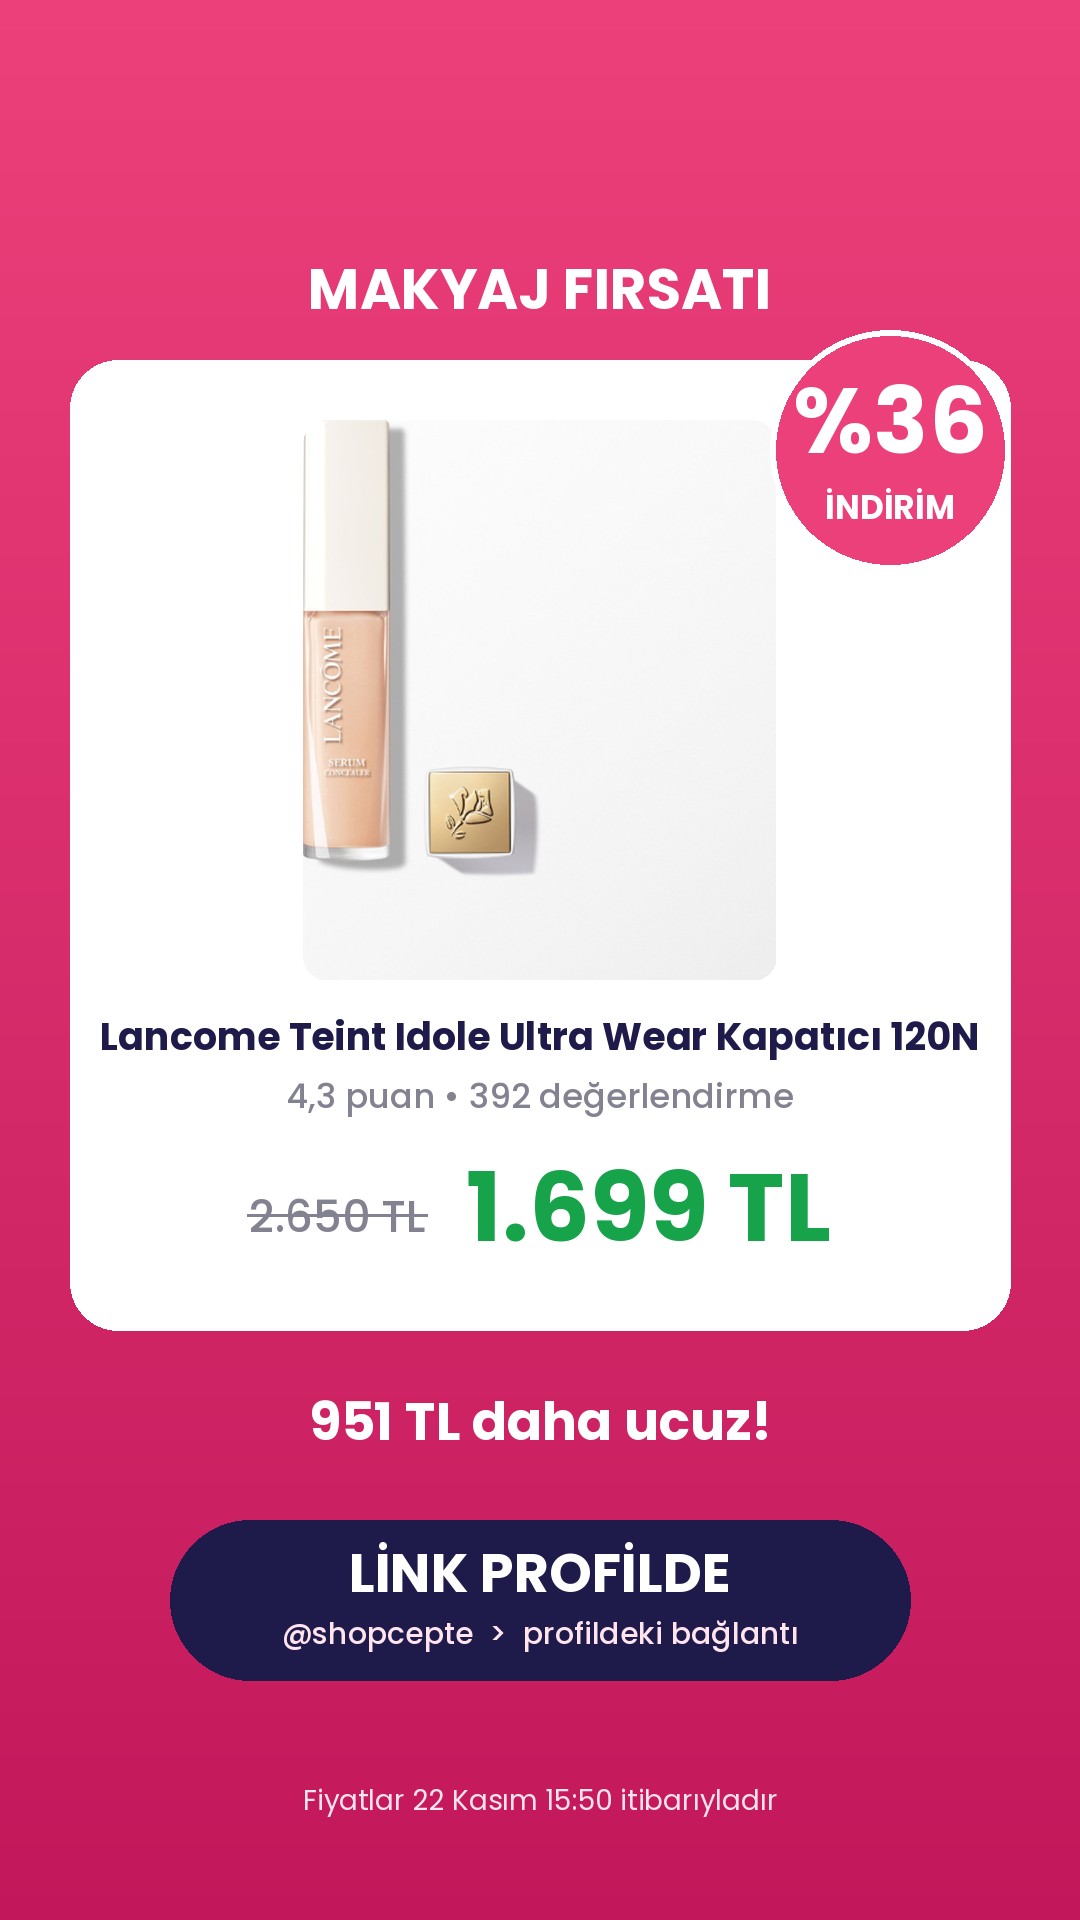 MAKYAJ FIRSATI
%36
İNDİRİM
LANCOME
SERUM
CONCEALER
Lancome Teint Idole Ultra Wear Kapatıcı 120N
4,3 puan • 392 değerlendirme
2.650 TL 1.699 TL
951 TL daha ucuz!
LİNK PROFİLDE
@shopcepte > profildeki bağlantı
Fiyatlar 22 Kasım 15:50 itibarıyladır